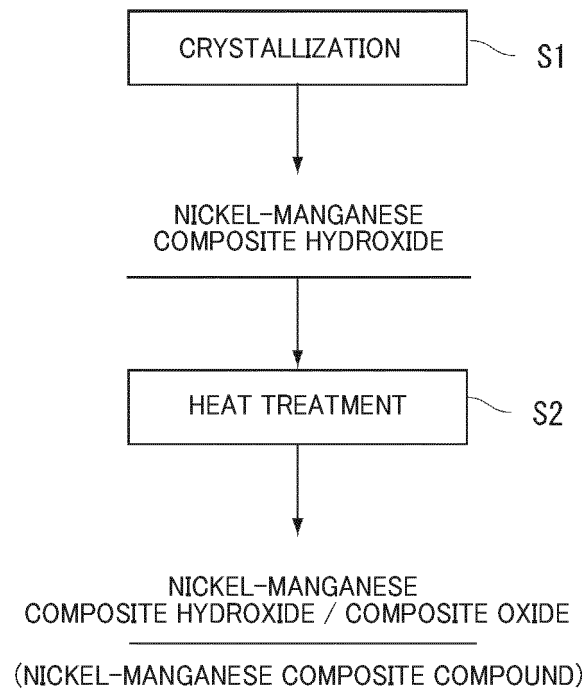 CRYSTALLIZATION
S1
NICKEL-MANGANESE
COMPOSITE HYDROXIDE
HEAT TREATMENT
S2
NICKEL-MANGANESE
COMPOSITE HYDROXIDE / COMPOSITE OXIDE
(NICKEL-MANGANESE COMPOSITE COMPOUND)